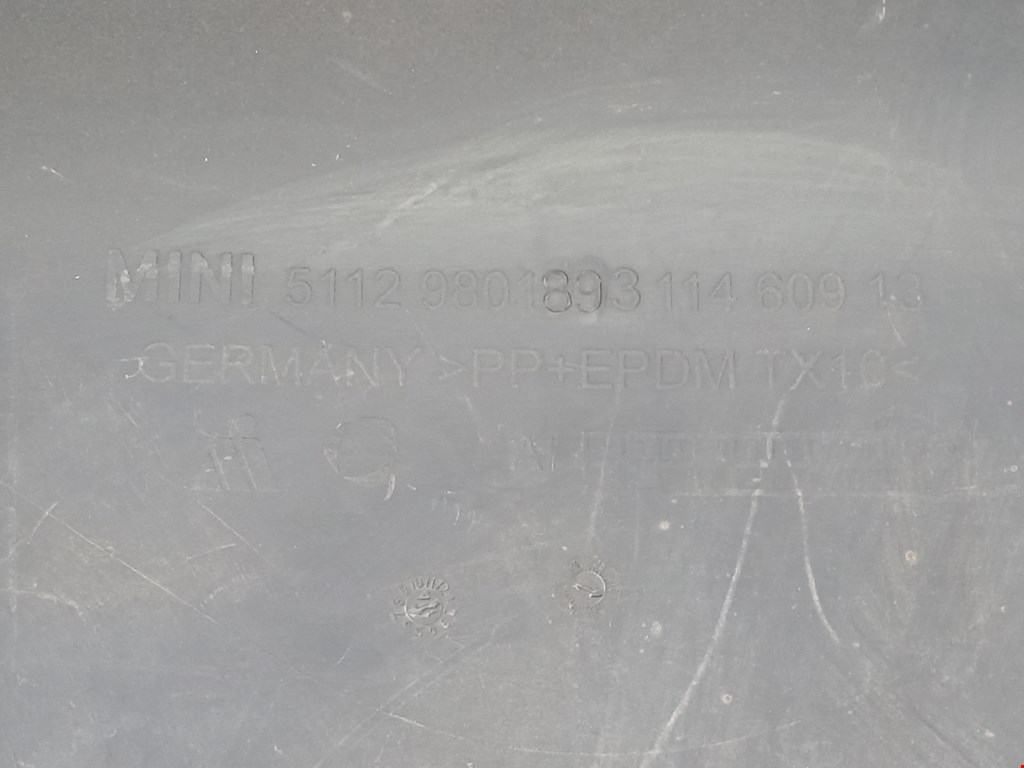 MINI 5112 9801893 114 609 13
GERMANY >PP+EPDM TX10<